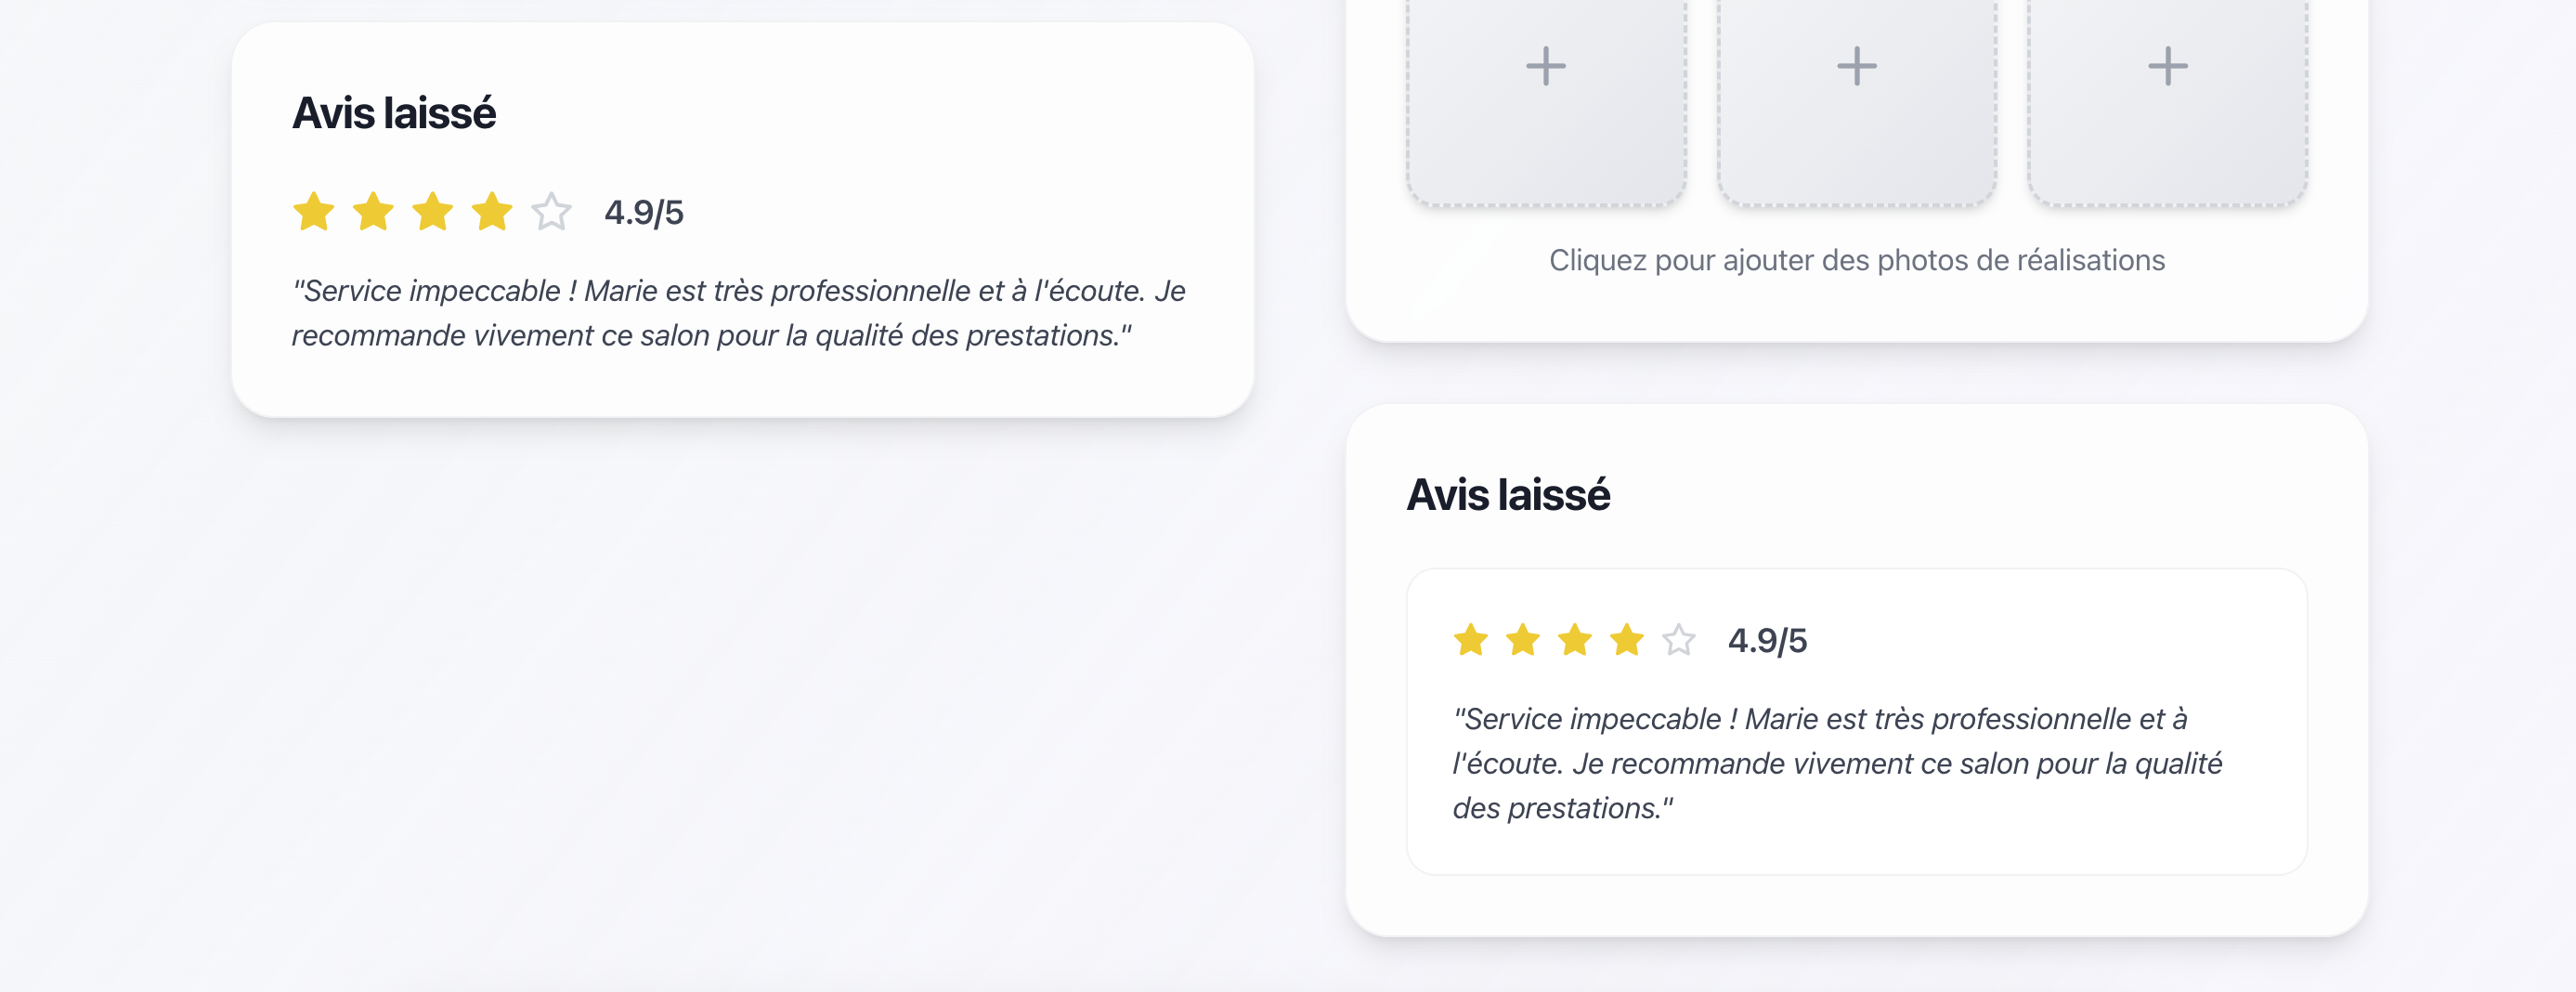 Avis laissé
4.9/5
"Service impeccable ! Marie est très professionnelle et à l'écoute. Je
recommande vivement ce salon pour la qualité des prestations."
Cliquez pour ajouter des photos de réalisations
Avis laissé
4.9/5
"Service impeccable ! Marie est très professionnelle et à
l'écoute. Je recommande vivement ce salon pour la qualité
des prestations."